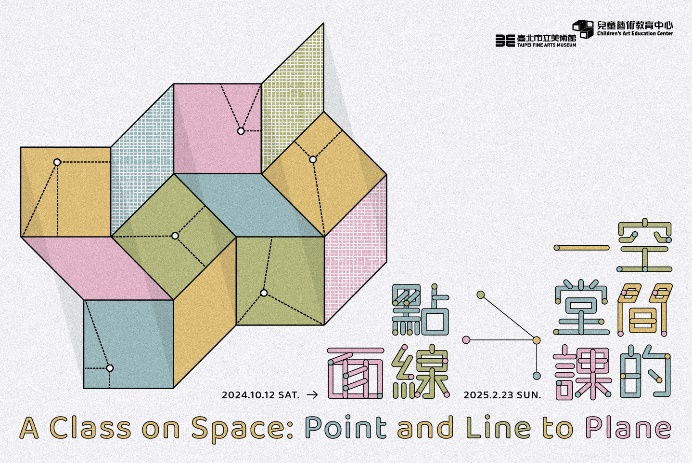 兒童藝術教育中心
Children's Art Education Center
臺北市立美術館
TAIPEI FINE ARTS MUSEUM
空間的
一堂課
點線
面
2024.10.12 SAT. → 2025.2.23 SUN.
A Class on Space: Point and Line to Plane